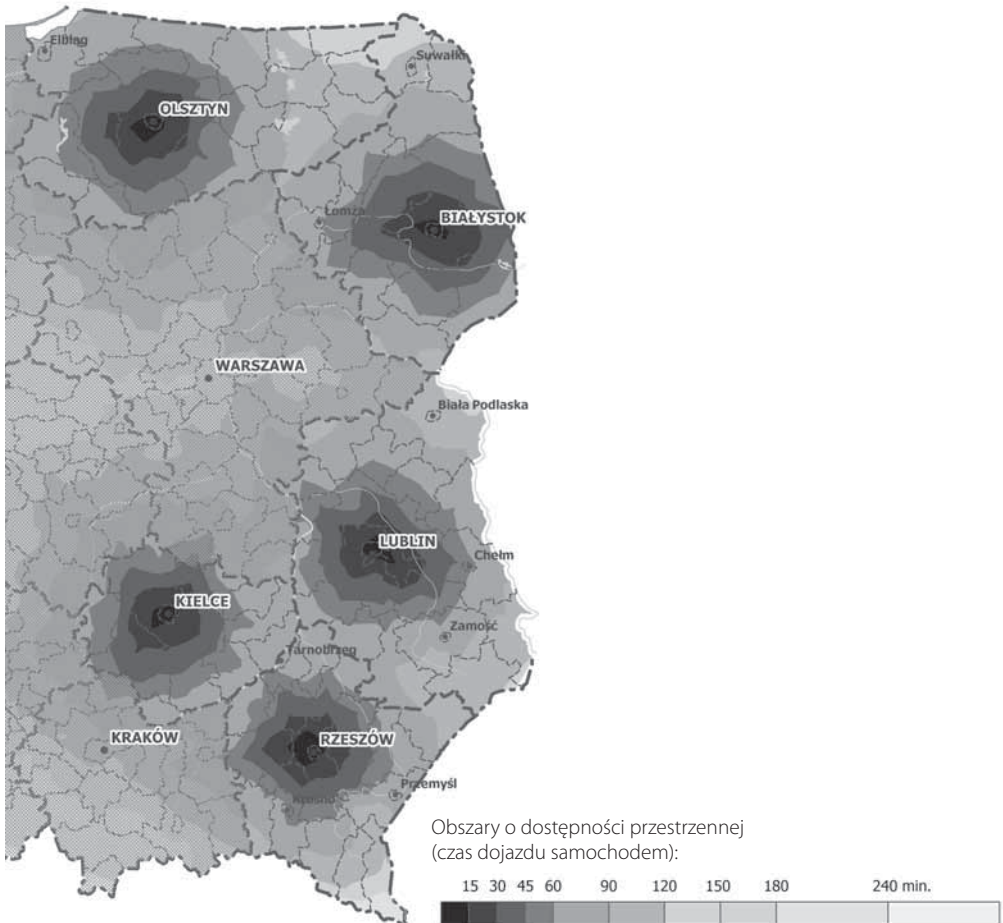 Elbląg
Suwałki
OLSZTYN
Łomża
BIAŁYSTOK
WARSZAWA
Biała Podlaska
LUBLIN
Chełm
KIELCE
Zamość
Tarnobrzeg
KRAKÓW
RZESZÓW
Przemyśl
Krosno
Obszary o dostępności przestrzennej
(czas dojazdu samochodem):
15 30 45 60 90 120 150 180 240 min.